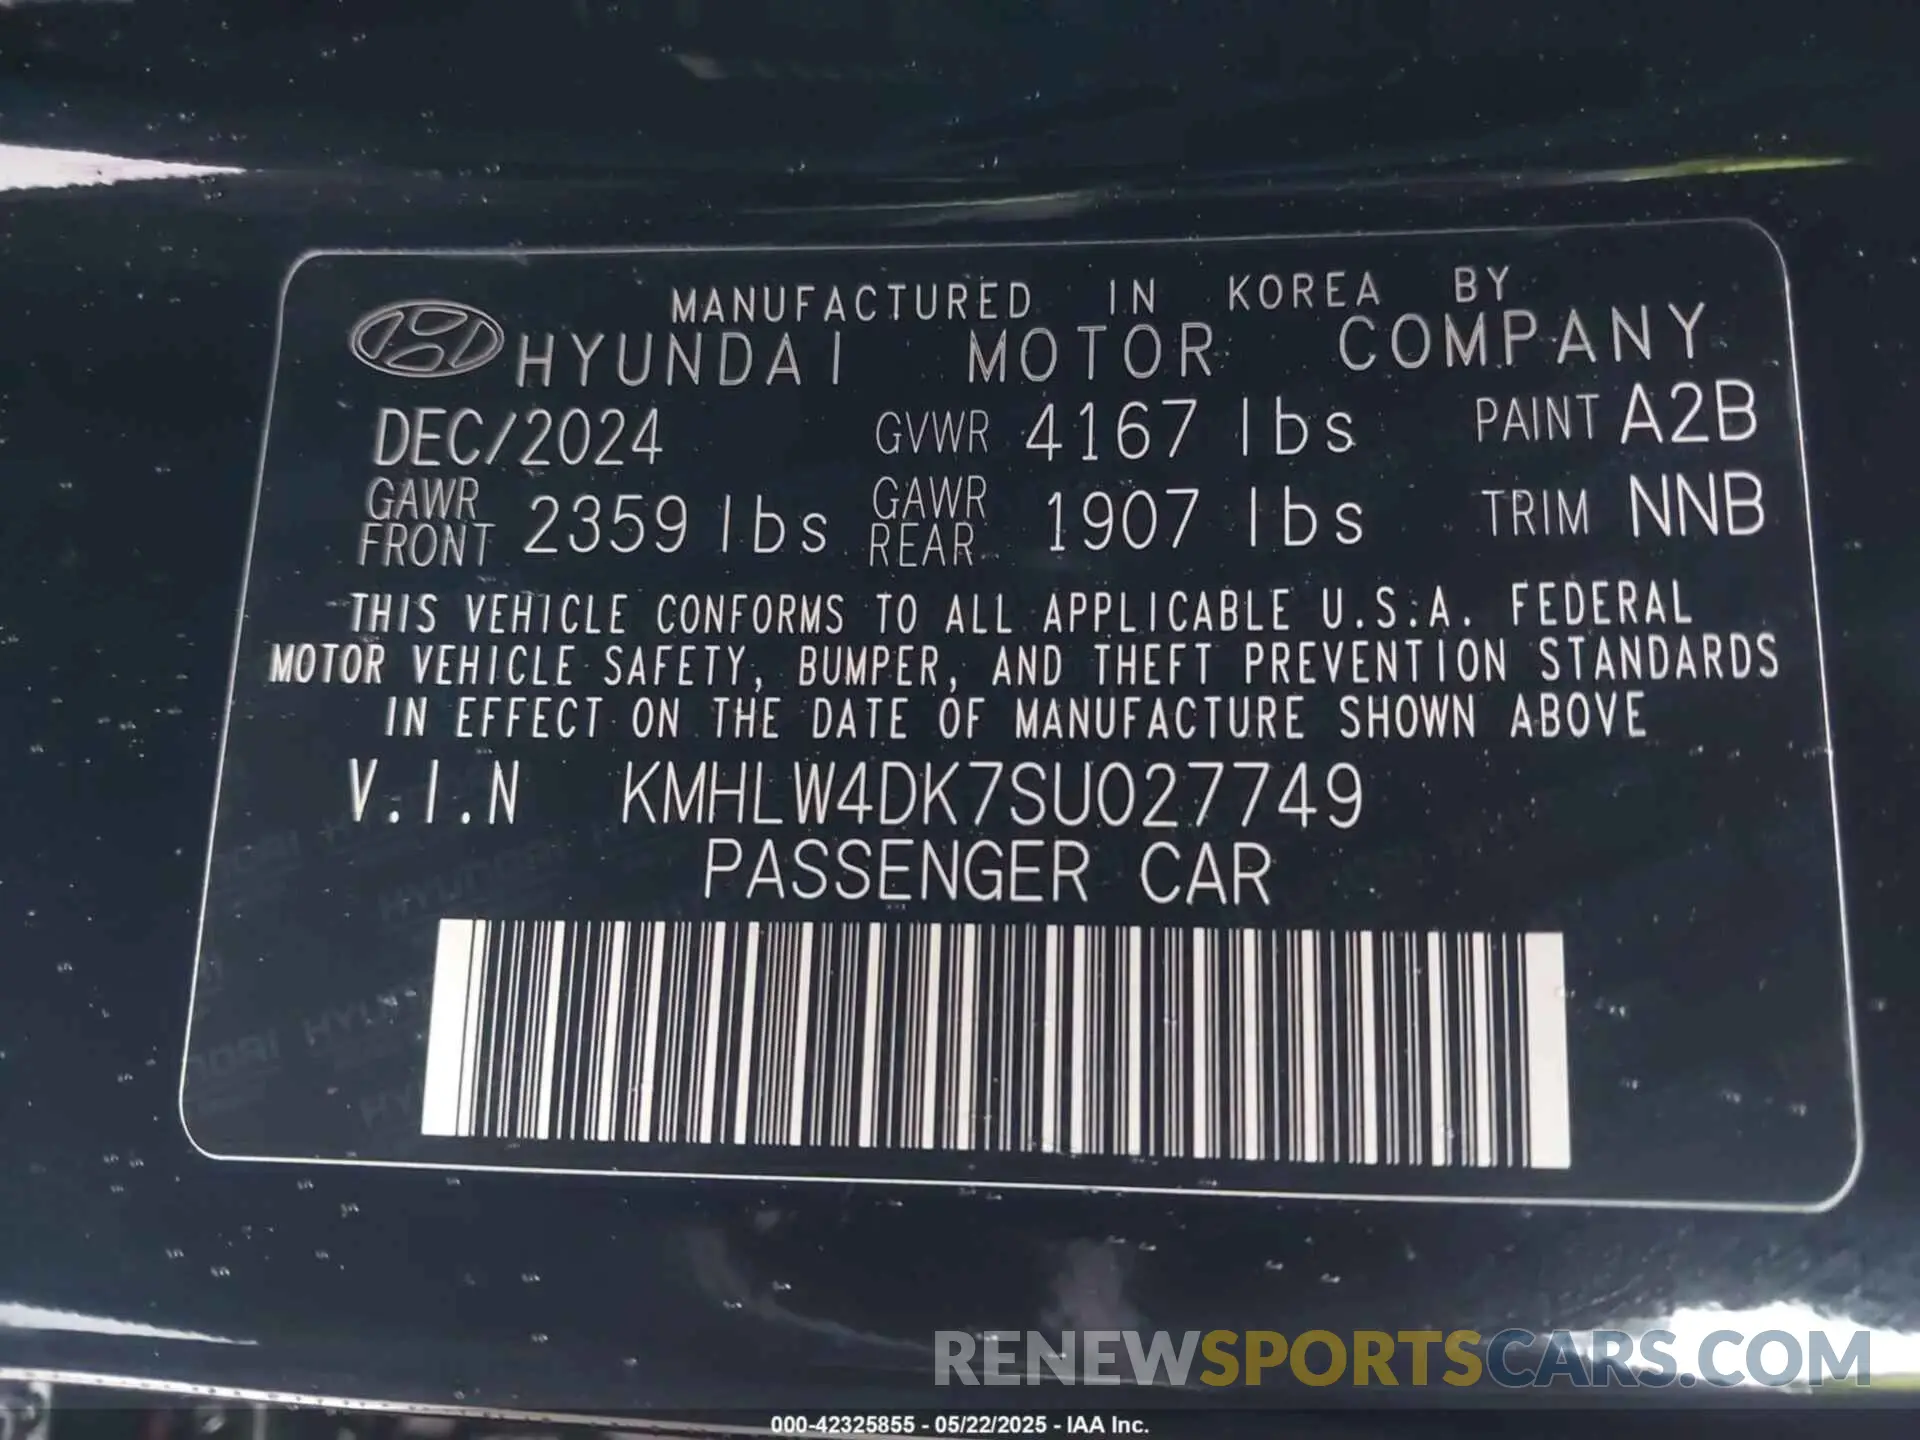 MANUFACTURED IN KOREA BY
HYUNDAI MOTOR COMPANY
DEC/2024 GVWR 4167 lbs PAINT A2B
GAWR FRONT 2359 lbs GAWR REAR 1907 lbs TRIM NNB
THIS VEHICLE CONFORMS TO ALL APPLICABLE U.S.A. FEDERAL
MOTOR VEHICLE SAFETY, BUMPER, AND THEFT PREVENTION STANDARDS
IN EFFECT ON THE DATE OF MANUFACTURE SHOWN ABOVE
V.I.N KMHLW4DK7SU027749
PASSENGER CAR
RENEWSPORTSCARS.COM
000-42325855 - 05/22/2025 - IAA Inc.